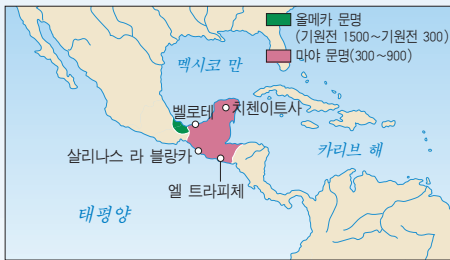 올메카 문명
(기원전 1500~기원전 300)
마야 문명(300~900)
멕시코 만
벨로테
치첸이트사
살리나스 라 블랑카
카리브 해
엘 트라피체
태평양